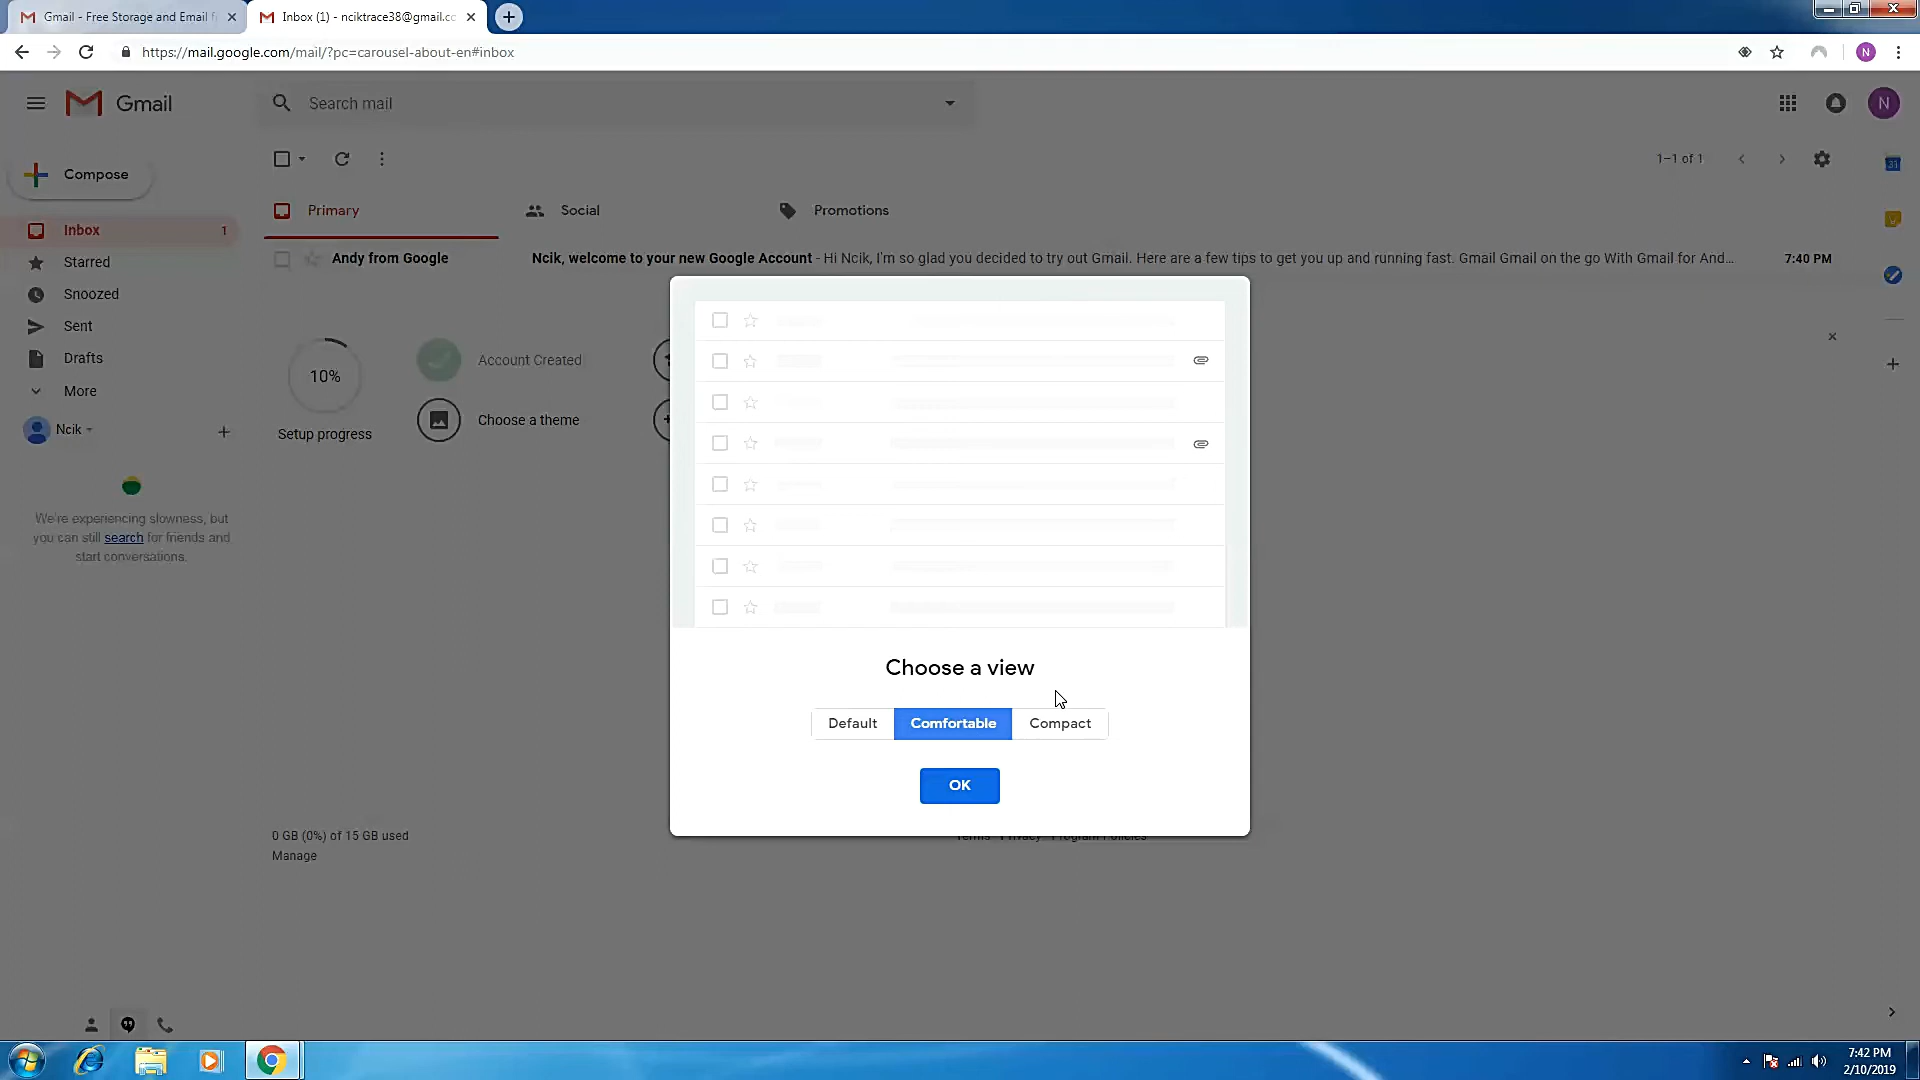 Gmail - Free Storage and Email f
Inbox (1) - nciktrace38@gmail.cc
https://mail.google.com/mail/?pc=carousel-about-en#inbox
N
Gmail
Search mail
N
Compose
1–1 of 1
31
Primary
Social
Promotions
Inbox
1
Starred
Snoozed
Sent
Drafts
More
Andy from Google
Ncik, welcome to your new Google Account - Hi Ncik, I'm so glad you decided to try out Gmail. Here are a few tips to get you up and running fast. Gmail Gmail on the go With Gmail for And...
7:40 PM
10%
Setup progress
Account Created
Choose a theme
Ncik
We're experiencing slowness, but
you can still search for friends and
start conversations.
Choose a view
Default
Comfortable
Compact
OK
0 GB (0%) of 15 GB used
Manage
Terms · Privacy · Program Policies
7:42 PM
2/10/2019